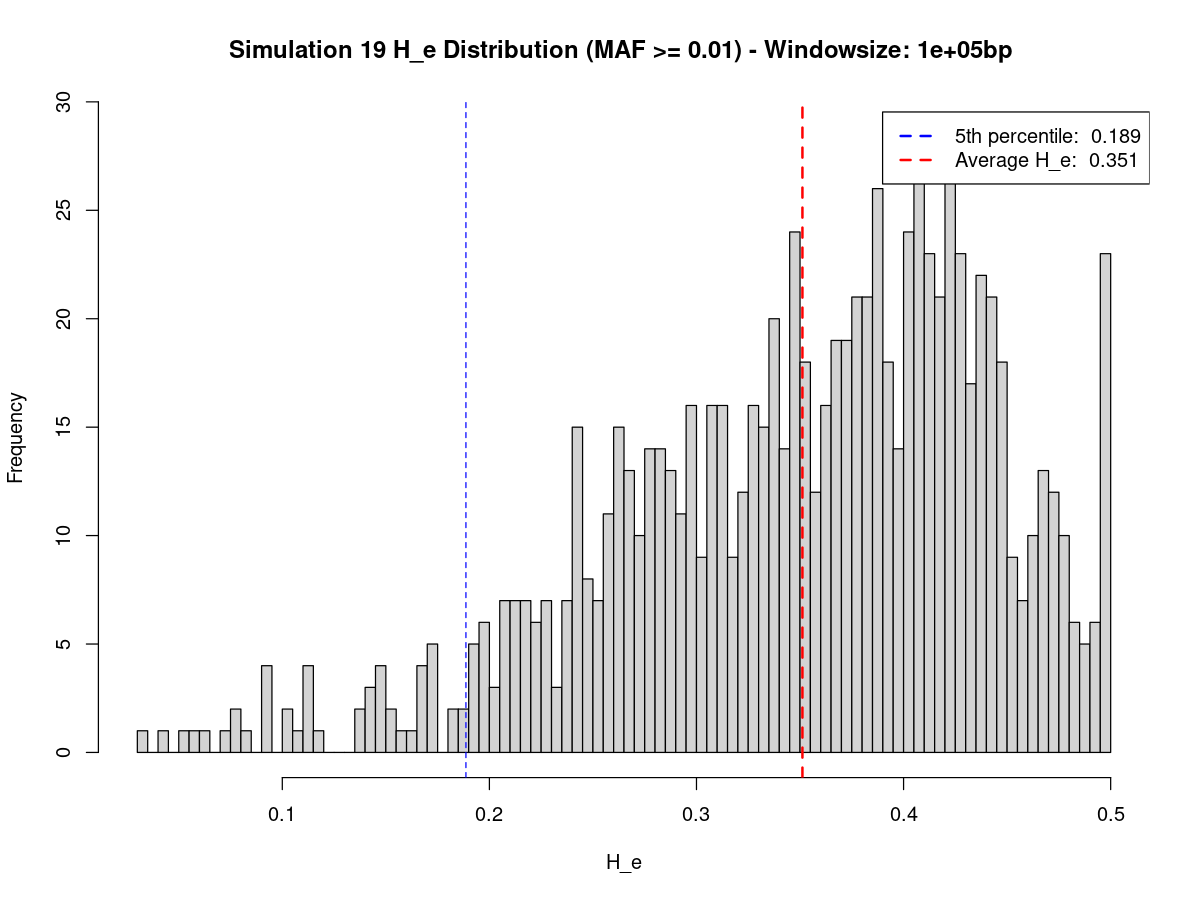 Simulation 19 H_e Distribution (MAF >= 0.01) - Windowsize: 1e+05bp
5th percentile: 0.189
Average H_e: 0.351
Frequency
30
25
20
15
10
5
0
0.1 0.2 0.3 0.4 0.5
H_e